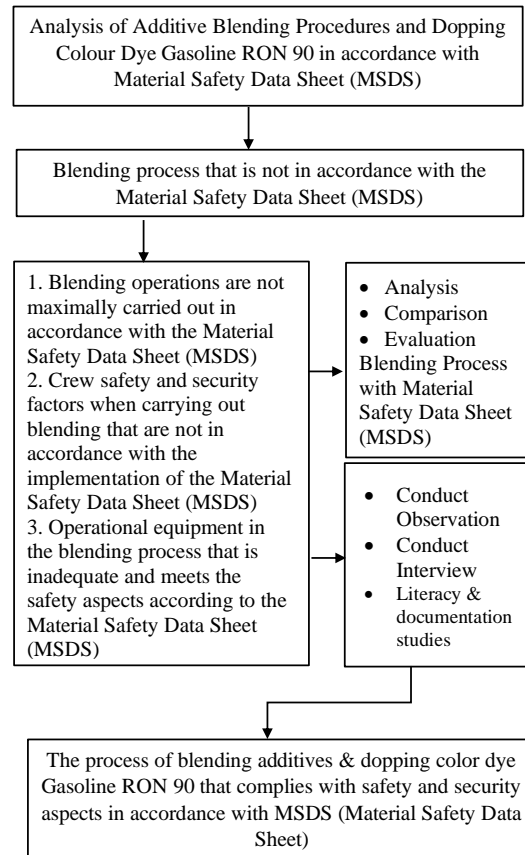 Analysis of Additive Blending Procedures and Dopping
Colour Dye Gasoline RON 90 in accordance with
Material Safety Data Sheet (MSDS)
Blending process that is not in accordance with the
Material Safety Data Sheet (MSDS)
1. Blending operations are not
maximally carried out in
accordance with the Material
Safety Data Sheet (MSDS)
2. Crew safety and security
factors when carrying out
blending that are not in
accordance with the
implementation of the Material
Safety Data Sheet (MSDS)
3. Operational equipment in
the blending process that is
inadequate and meets the
safety aspects according to the
Material Safety Data Sheet
(MSDS)
• Analysis
• Comparison
• Evaluation
Blending Process
with Material
Safety Data Sheet
(MSDS)
• Conduct
Observation
• Conduct
Interview
• Literacy &
documentation
studies
The process of blending additives & dopping color dye
Gasoline RON 90 that complies with safety and security
aspects in accordance with MSDS (Material Safety Data
Sheet)